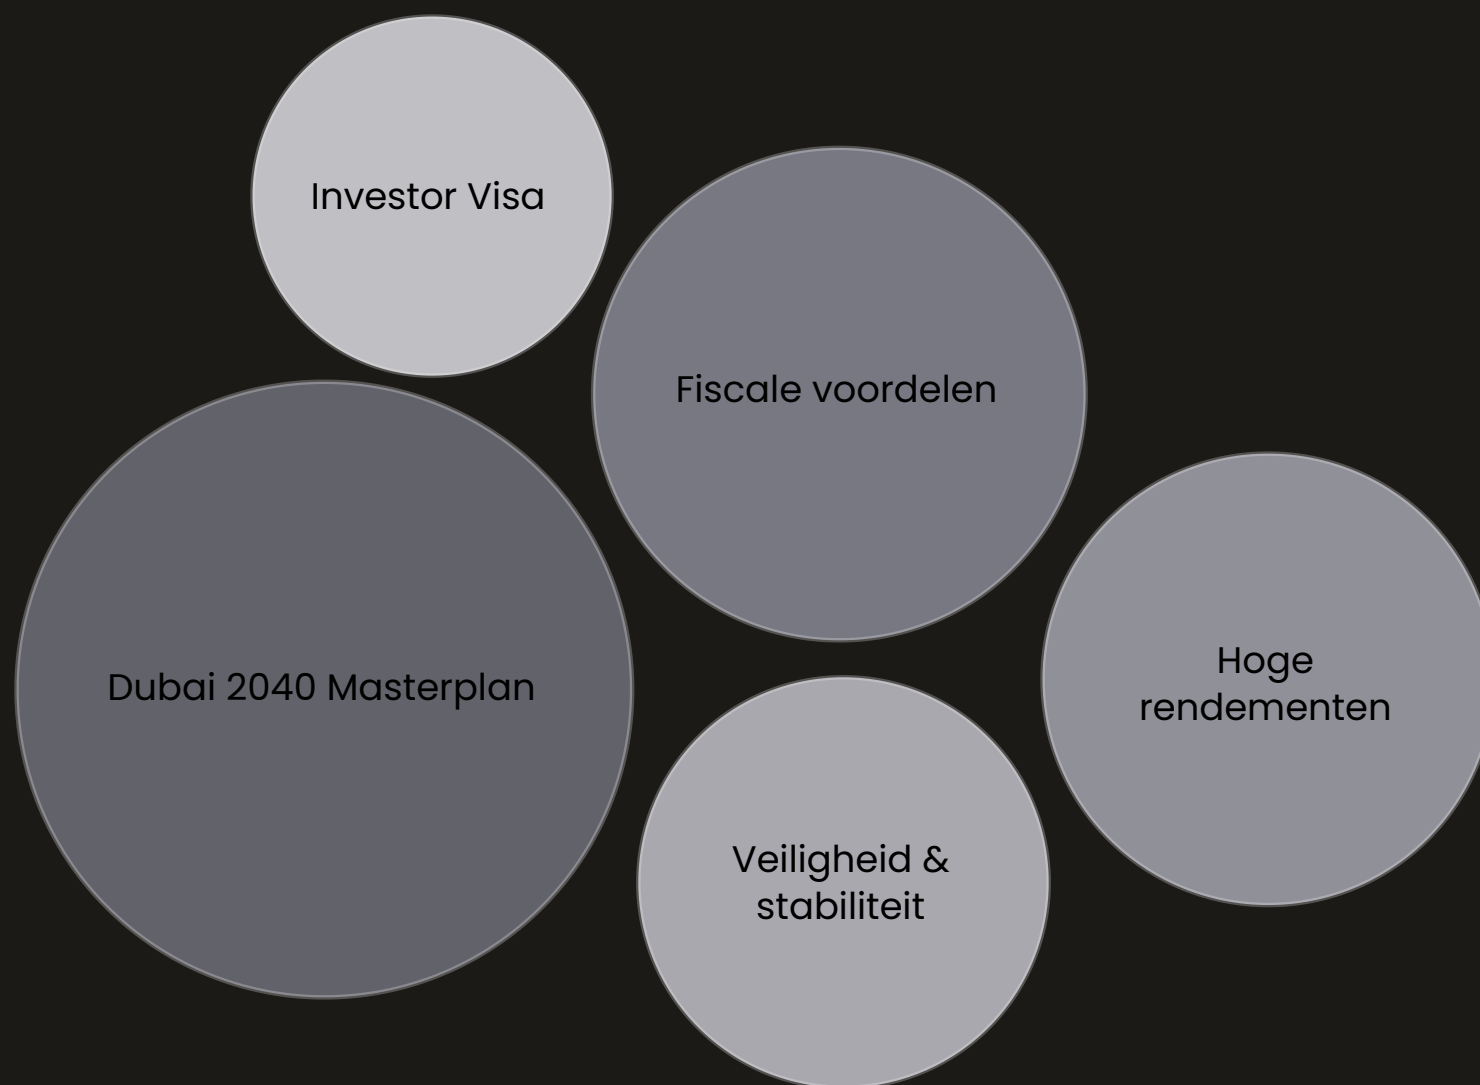 Investor Visa
Fiscale voordelen
Dubai 2040 Masterplan
Hoge
rendementen
Veiligheid &
stabiliteit